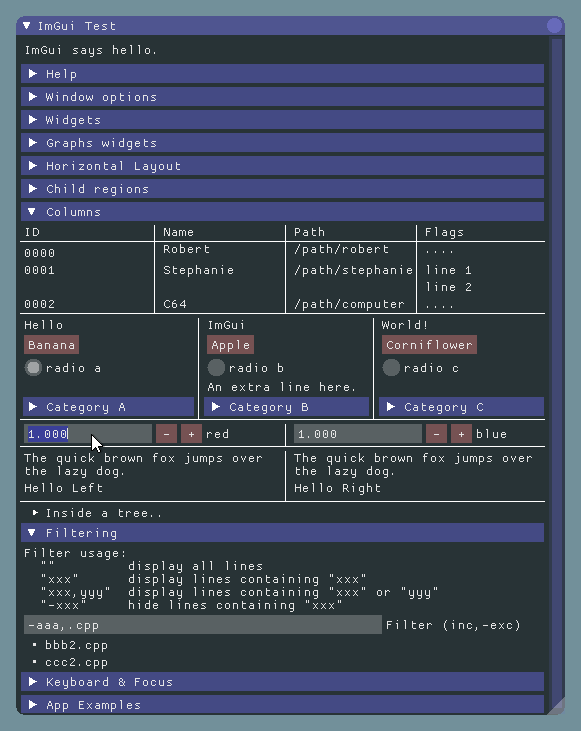 ImGui Test
ImGui says hello.
Help
Window options
Widgets
Graphs widgets
Horizontal Layout
Child regions
Columns
ID Name Path Flags
0000 Robert /path/robert ....
0001 Stephanie /path/stephanie line 1
line 2
0002 C64 /path/computer ....
Hello ImGui World!
Banana Apple Corniflower
radio a radio b radio c
An extra line here.
Category A Category B Category C
1.000 - + red 1.000 - + blue
The quick brown fox jumps over The quick brown fox jumps over
the lazy dog. the lazy dog.
Hello Left Hello Right
Inside a tree..
Filtering
Filter usage:
"" display all lines
"xxx" display lines containing "xxx"
"xxx,yyy" display lines containing "xxx" or "yyy"
"-xxx" hide lines containing "xxx"
-aaa,.cpp Filter (inc,-exc)
• bbb2.cpp
• ccc2.cpp
Keyboard & Focus
App Examples